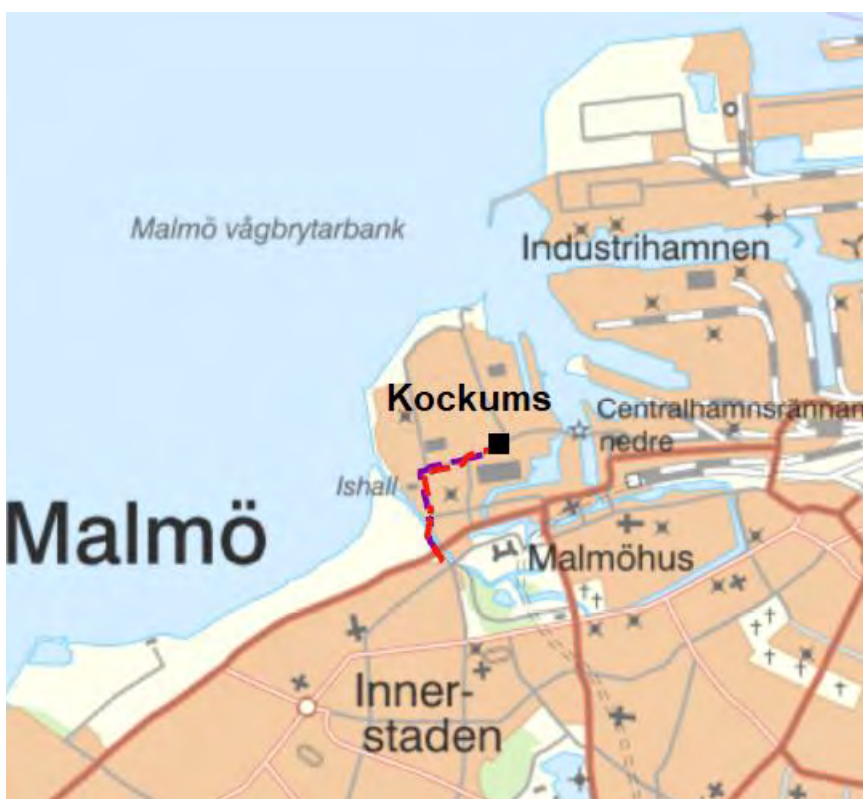 Malmö vågbrytarbank
Industrihamnen
Kockums
Centralhamnsrännan
nedre
Ishall
Malmö
Malmöhus
Inner-
staden